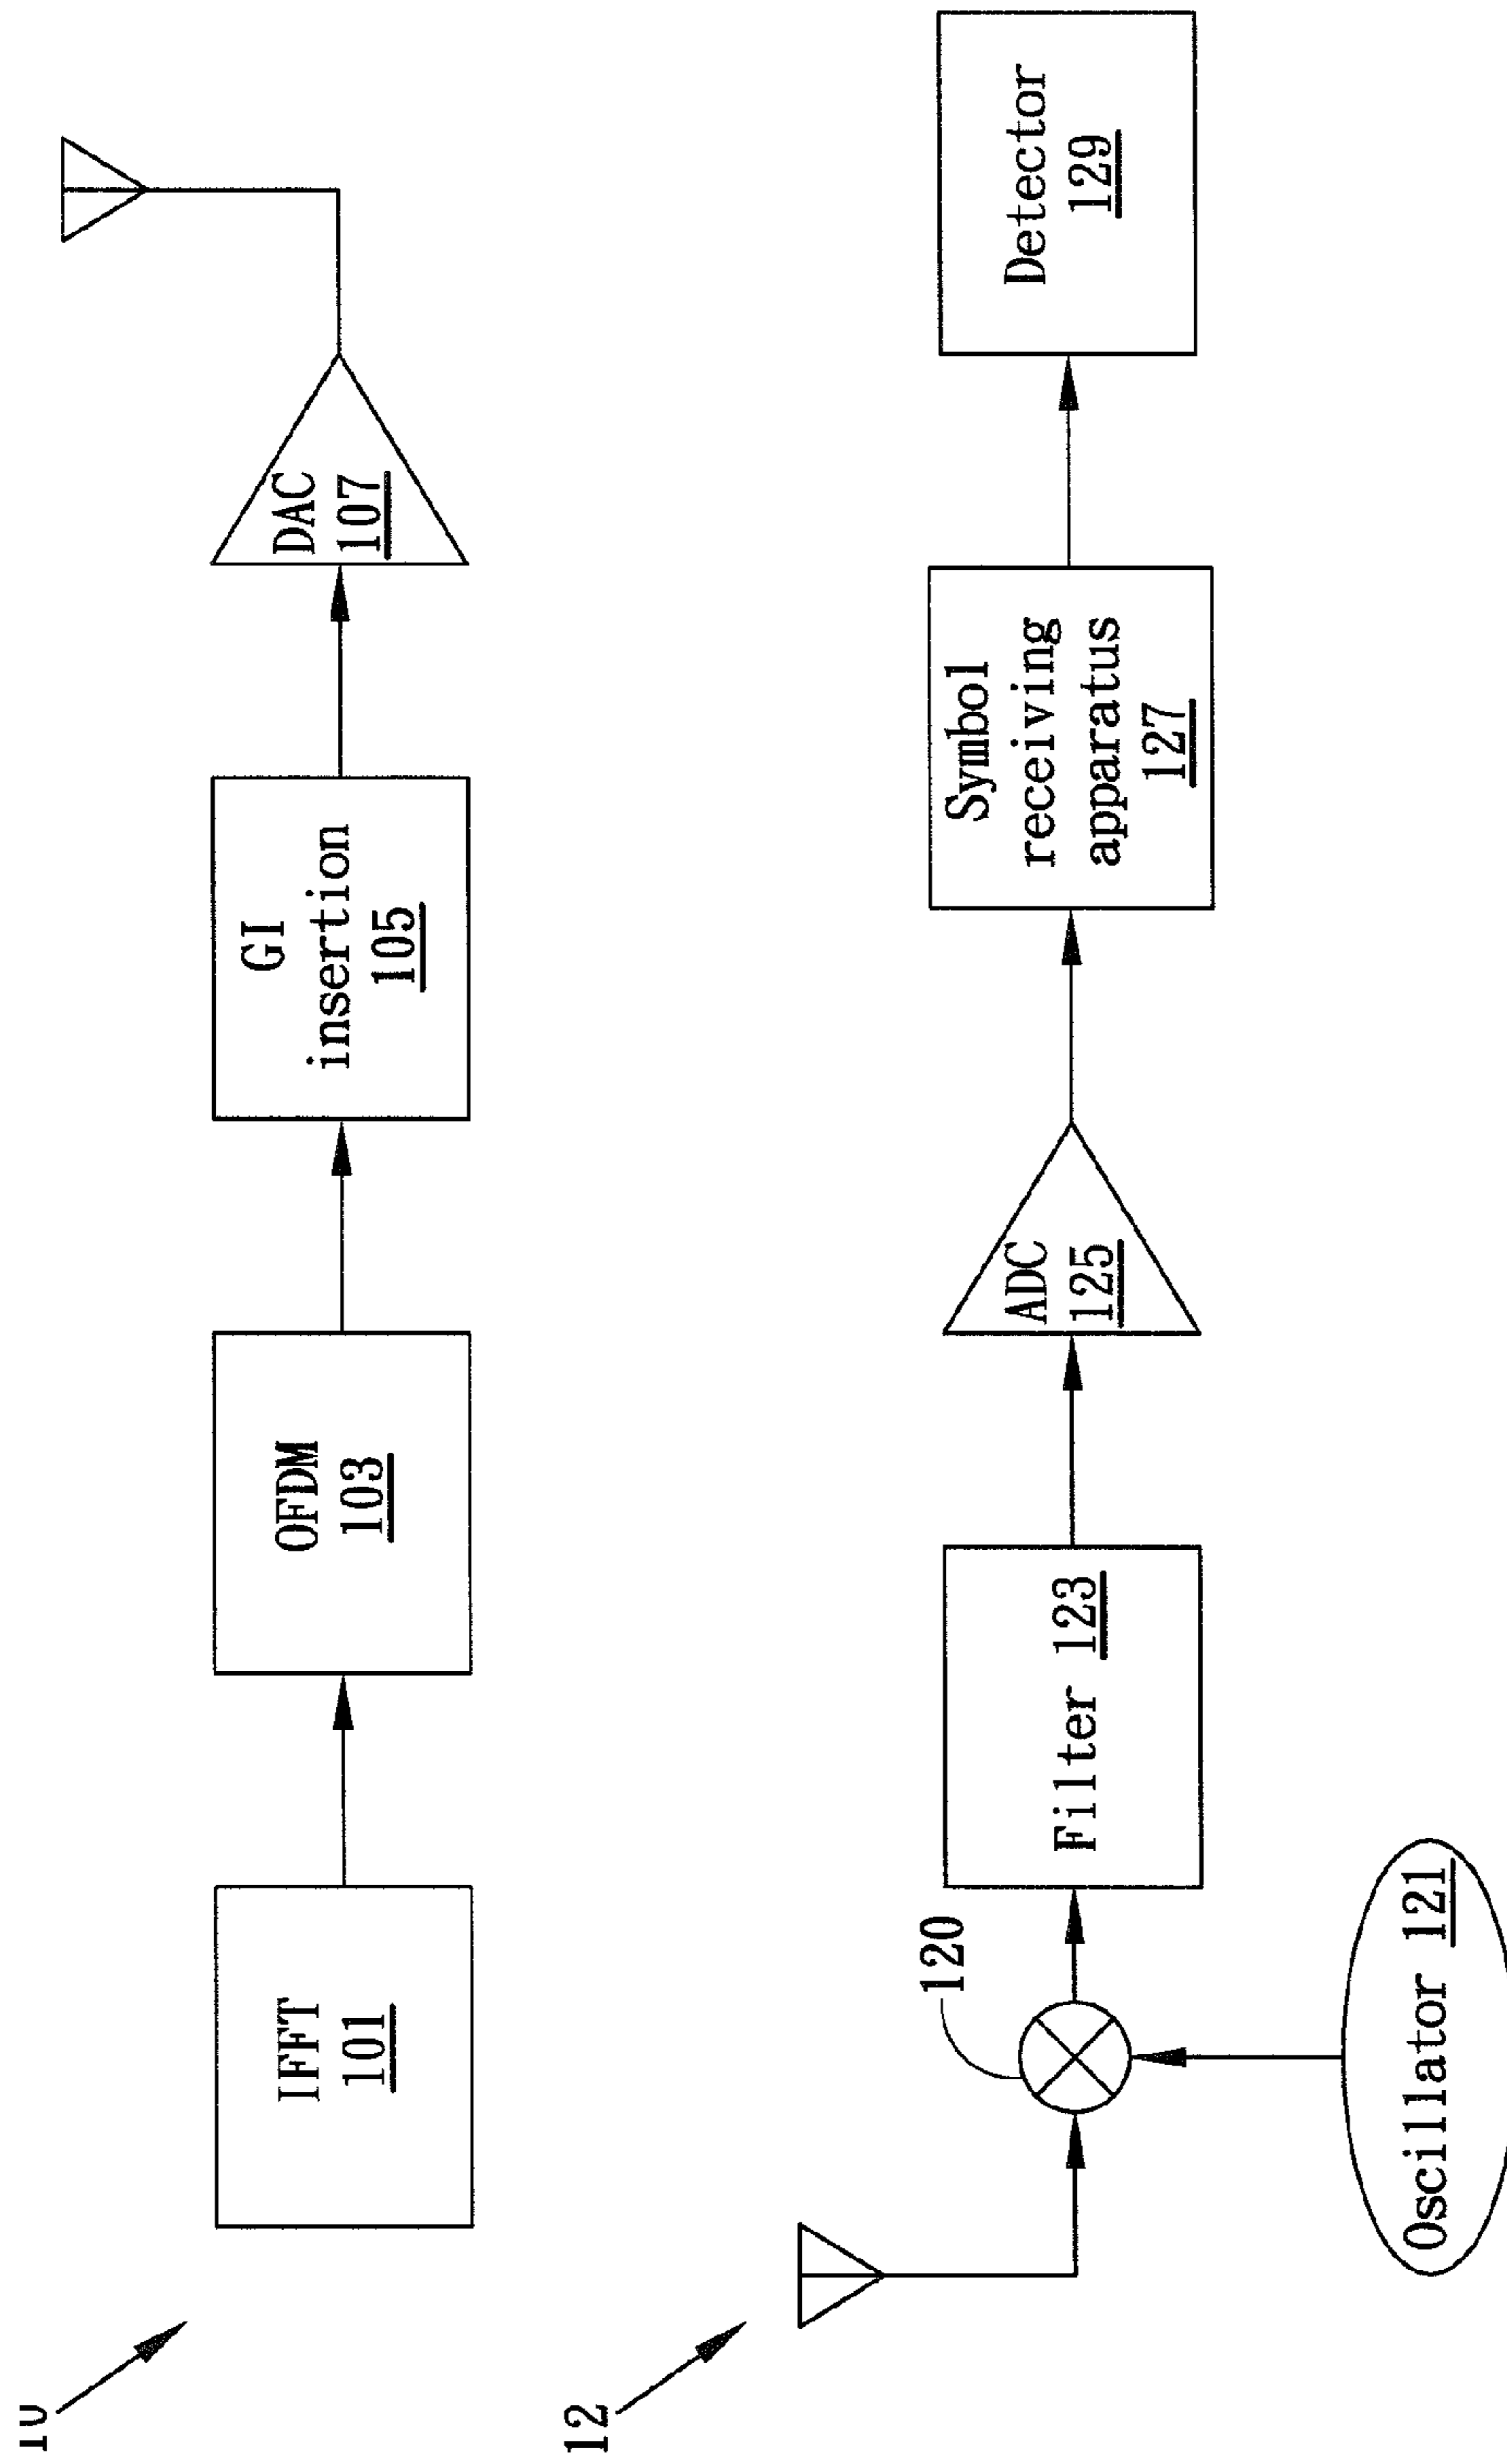 10
IFFT
101
OFDM
103
GI
insertion
105
DAC
107
12
120
Oscillator 121
Filter 123
ADC
125
Symbol
receiving
apparatus
127
Detector
129